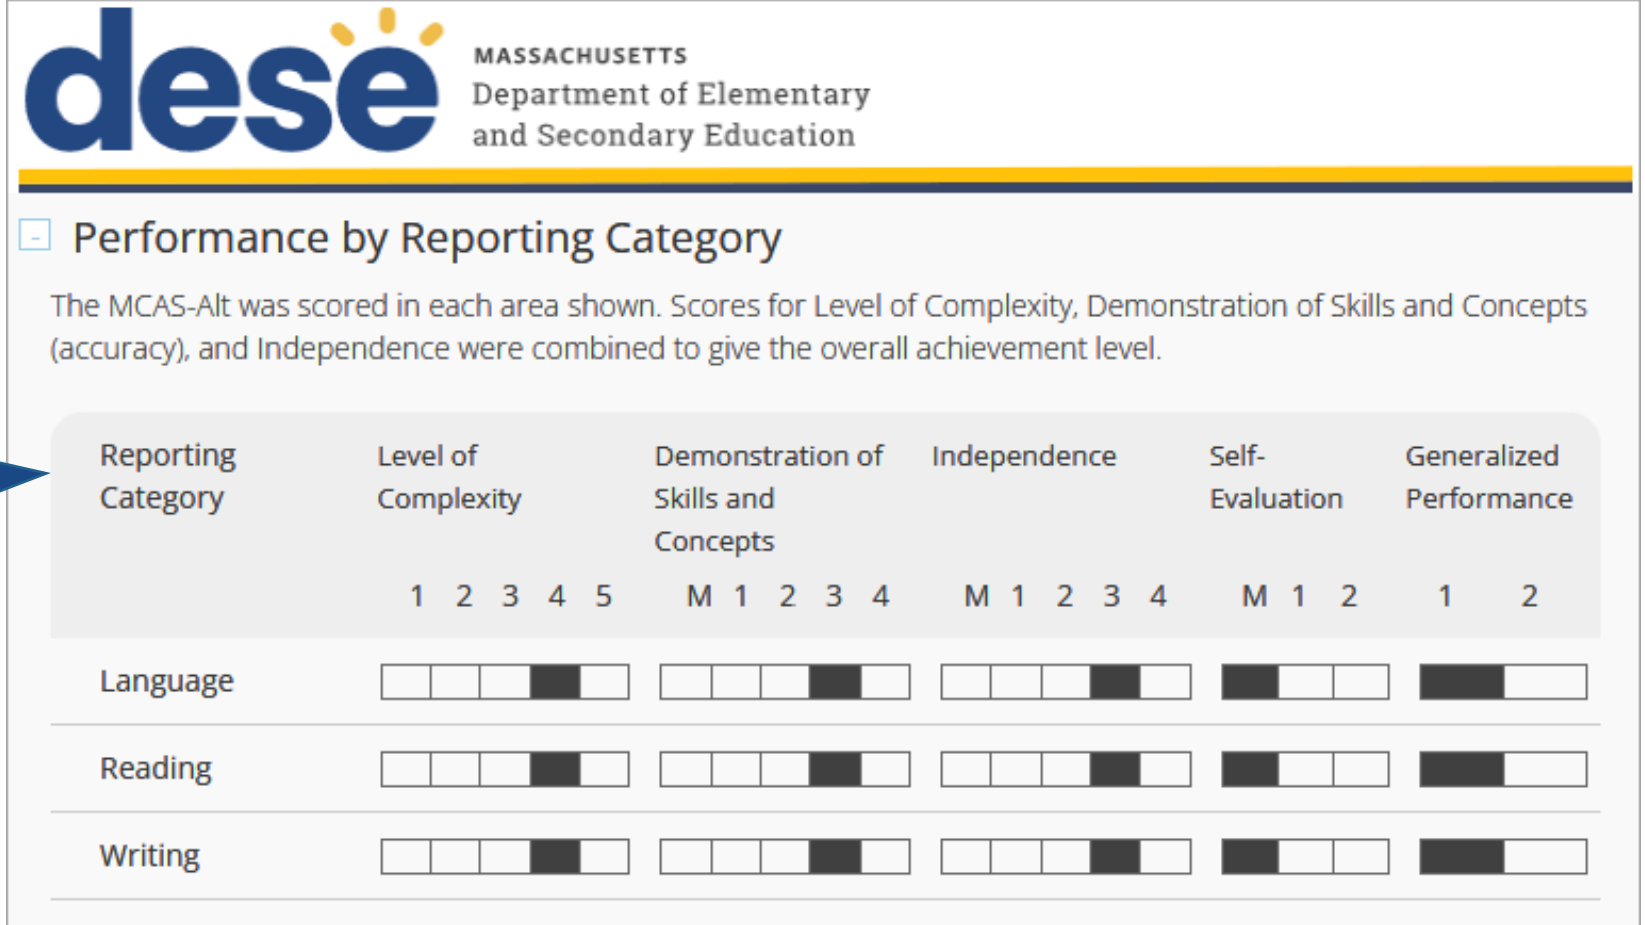 dese
MASSACHUSETTS
Department of Elementary
and Secondary Education
- Performance by Reporting Category
The MCAS-Alt was scored in each area shown. Scores for Level of Complexity, Demonstration of Skills and Concepts
(accuracy), and Independence were combined to give the overall achievement level.
Reporting Category
Level of Complexity
Demonstration of Skills and Concepts
Independence
Self-Evaluation
Generalized Performance
1 2 3 4 5 M 1 2 3 4 M 1 2 3 4 M 1 2 1 2
Language
Reading
Writing